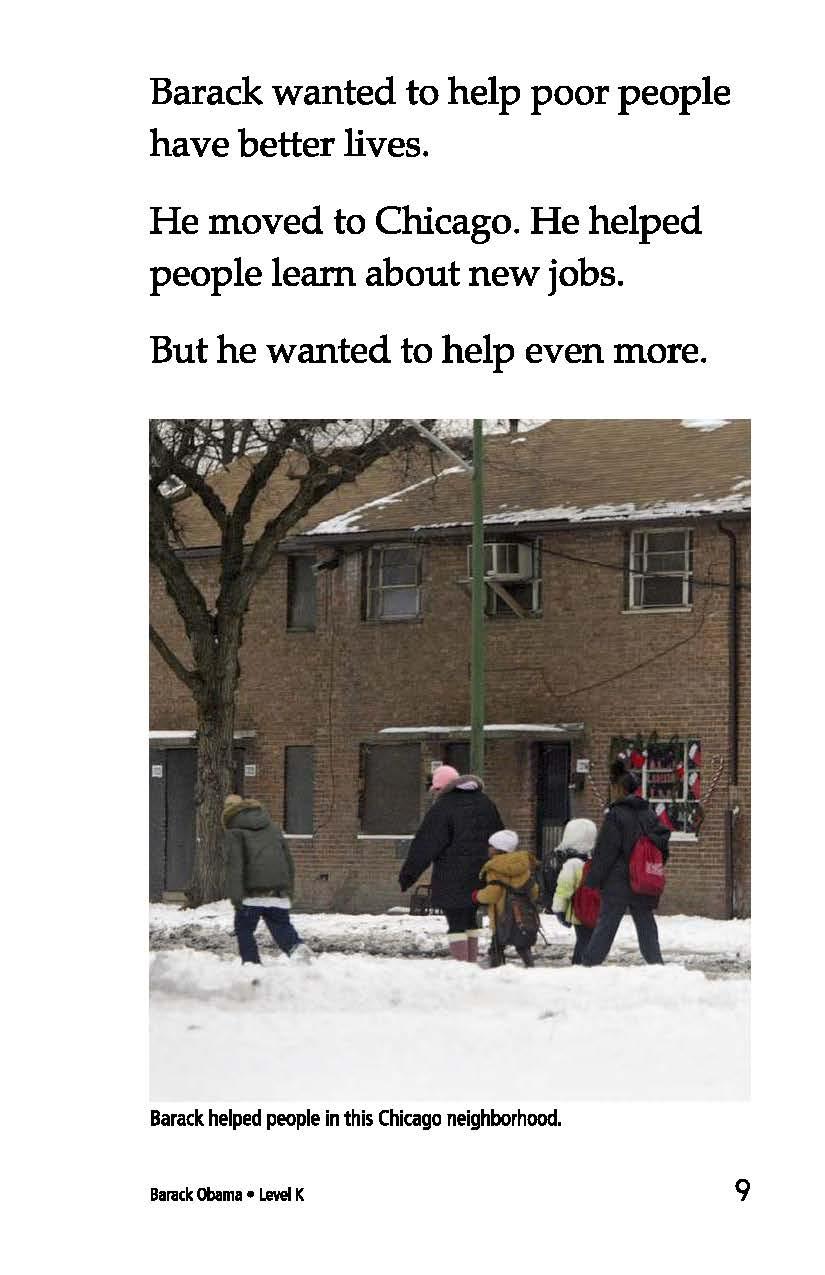 Barack wanted to help poor people
have better lives.
He moved to Chicago. He helped
people learn about new jobs.
But he wanted to help even more.
Barack helped people in this Chicago neighborhood.
Barack Obama • Level K
9